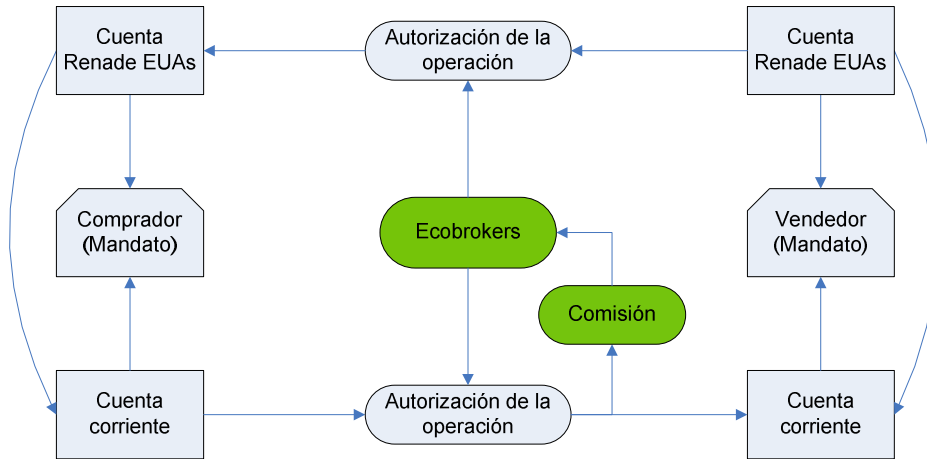 Cuenta
Renade EUAs
Autorización de la
operación
Cuenta
Renade EUAs
Comprador
(Mandato)
Ecobrokers
Vendedor
(Mandato)
Comisión
Cuenta
corriente
Autorización de la
operación
Cuenta
corriente